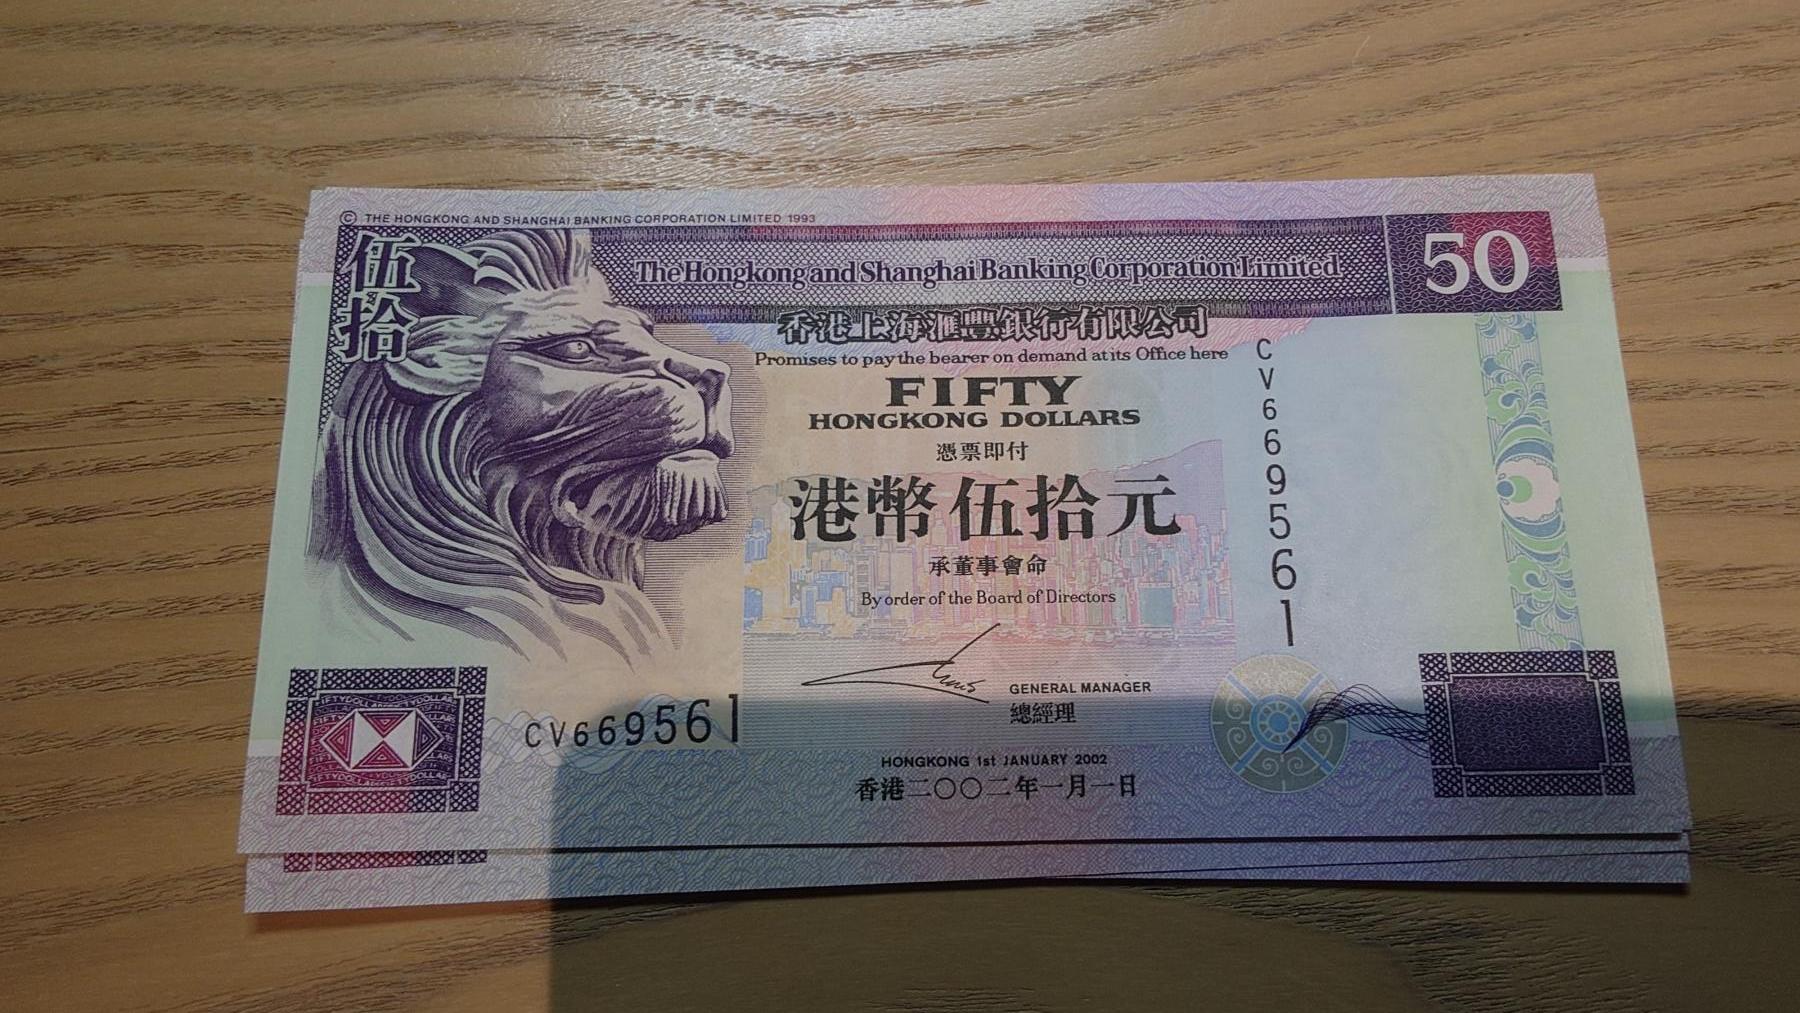 © THE HONGKONG AND SHANGHAI BANKING CORPORATION LIMITED 1993
伍拾
The Hongkong and Shanghai Banking Corporation Limited
50
香港上海滙豐銀行有限公司
Promises to pay the bearer on demand at its Office here
FIFTY
HONGKONG DOLLARS
憑票即付
港幣伍拾元
承董事會命
By order of the Board of Directors
CV669561
GENERAL MANAGER
總經理
CV669561
HONGKONG 1st JANUARY 2002
香港二〇〇二年一月一日